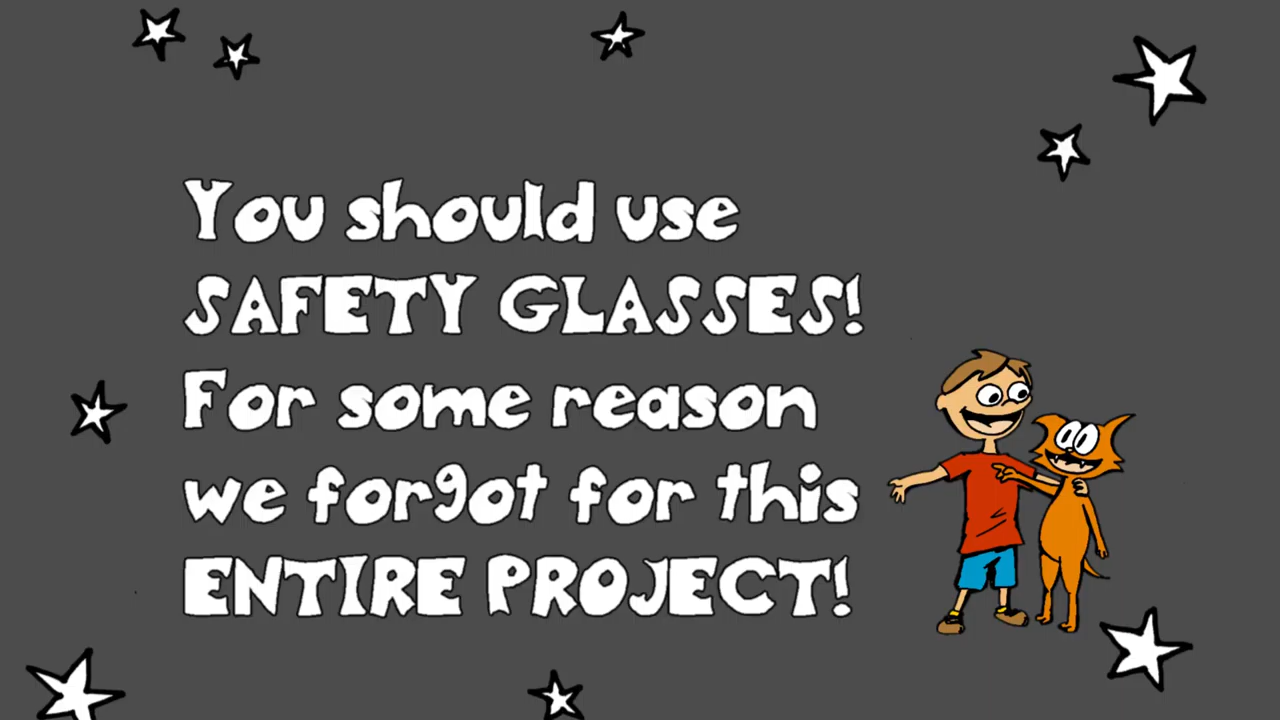 You should use
SAFETY GLASSES!
For some reason
we forgot for this
ENTIRE PROJECT!